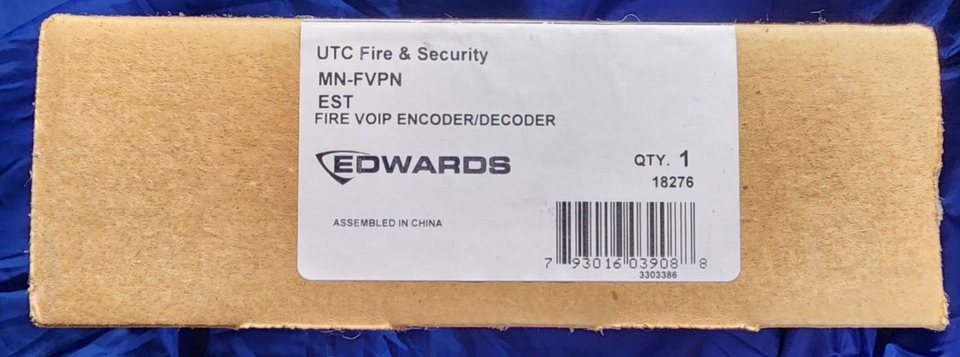 UTC Fire & Security
MN-FVPN
EST
FIRE VOIP ENCODER/DECODER
EDWARDS
QTY. 1
18276
ASSEMBLED IN CHINA
7 93016 03908 8
3303386